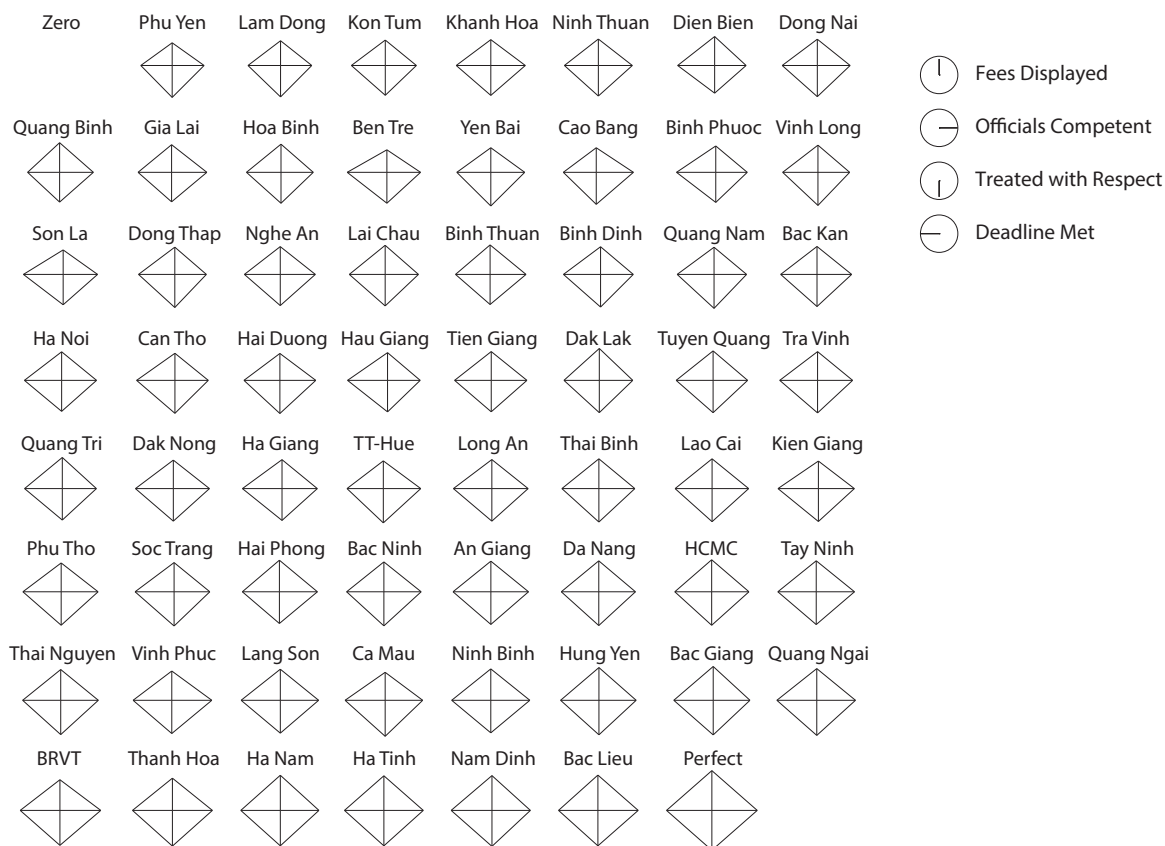 Zero Phu Yen Lam Dong Kon Tum Khanh Hoa Ninh Thuan Dien Bien Dong Nai
Quang Binh Gia Lai Hoa Binh Ben Tre Yen Bai Cao Bang Binh Phuoc Vinh Long
Son La Dong Thap Nghe An Lai Chau Binh Thuan Binh Dinh Quang Nam Bac Kan
Ha Noi Can Tho Hai Duong Hau Giang Tien Giang Dak Lak Tuyen Quang Tra Vinh
Quang Tri Dak Nong Ha Giang TT-Hue Long An Thai Binh Lao Cai Kien Giang
Phu Tho Soc Trang Hai Phong Bac Ninh An Giang Da Nang HCMC Tay Ninh
Thai Nguyen Vinh Phuc Lang Son Ca Mau Ninh Binh Hung Yen Bac Giang Quang Ngai
BRVT Thanh Hoa Ha Nam Ha Tinh Nam Dinh Bac Lieu Perfect
Fees Displayed
Officials Competent
Treated with Respect
Deadline Met